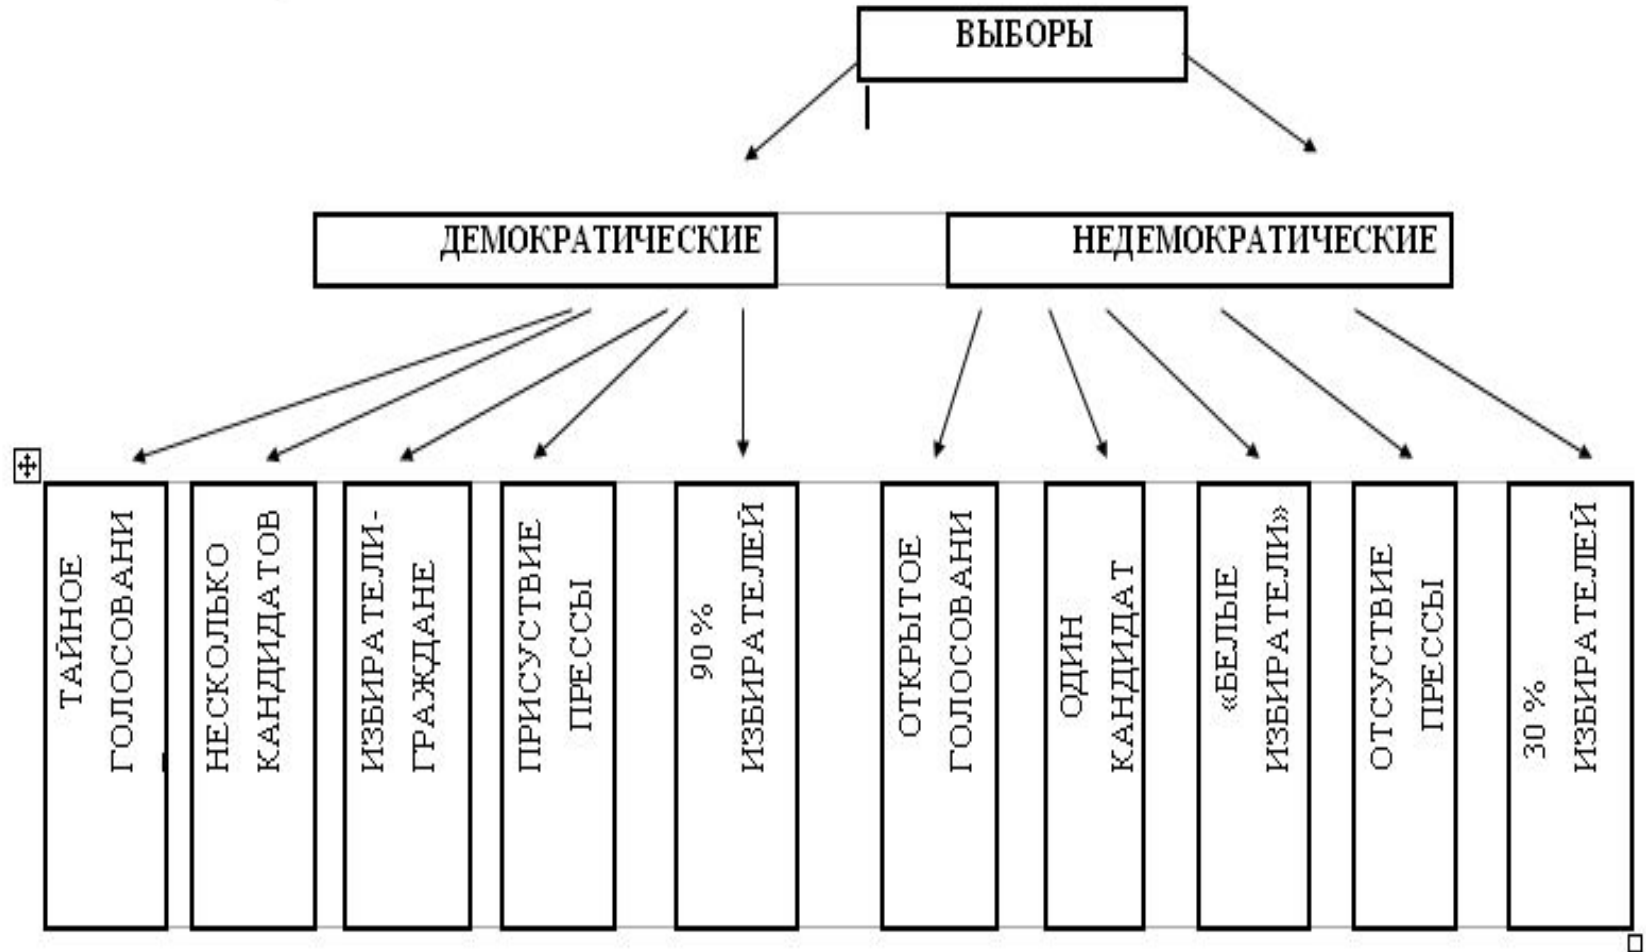 ВЫБОРЫ
ДЕМОКРАТИЧЕСКИЕ
НЕДЕМОКРАТИЧЕСКИЕ
ТАЙНОЕ
ГОЛОСОВАНИ
НЕСКОЛЬКО
КАНДИДАТОВ
ИЗБИРАТЕЛИ-
ГРАЖДАНЕ
ПРИСУСТВИЕ
ПРЕССЫ
90 %
ИЗБИРАТЕЛЕЙ
ОТКРЫТОЕ
ГОЛОСОВАНИ
ОДИН
КАНДИДАТ
«БЕЛЫЕ
ИЗБИРАТЕЛИ»
ОТСУСТВИЕ
ПРЕССЫ
30 %
ИЗБИРАТЕЛЕЙ